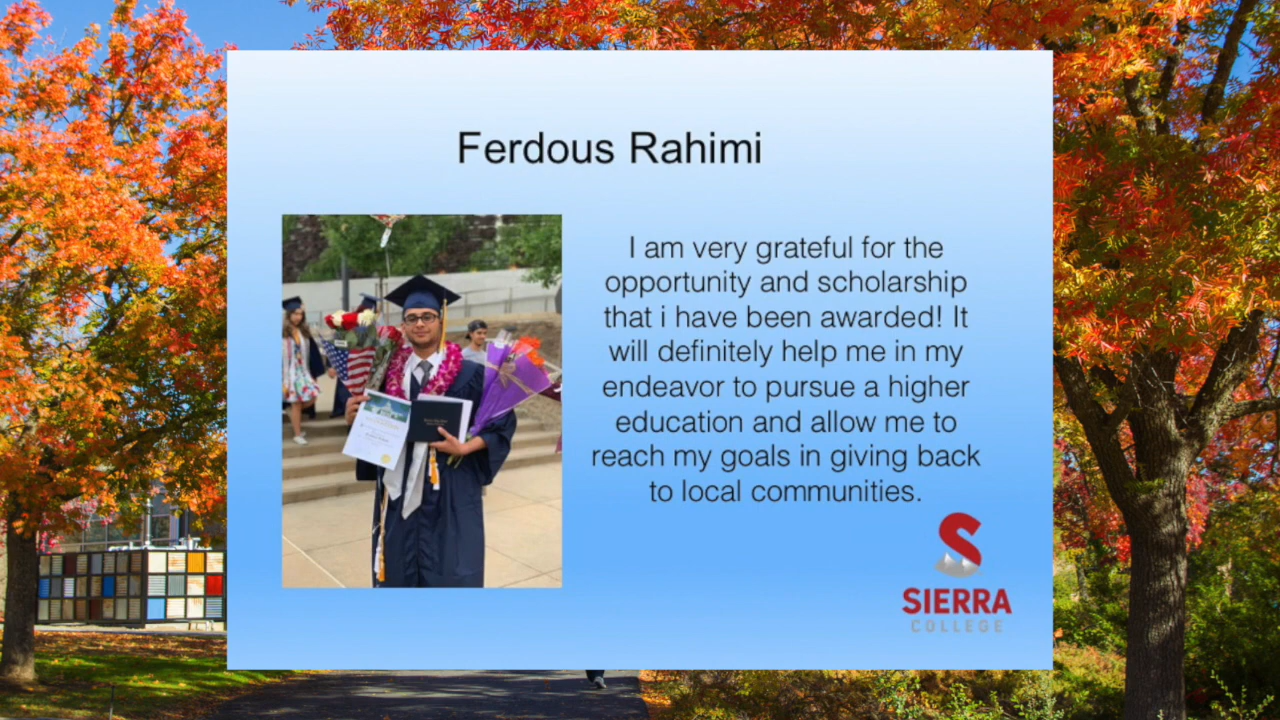 Ferdous Rahimi
I am very grateful for the
opportunity and scholarship
that i have been awarded! It
will definitely help me in my
endeavor to pursue a higher
education and allow me to
reach my goals in giving back
to local communities.
SIERRA
COLLEGE